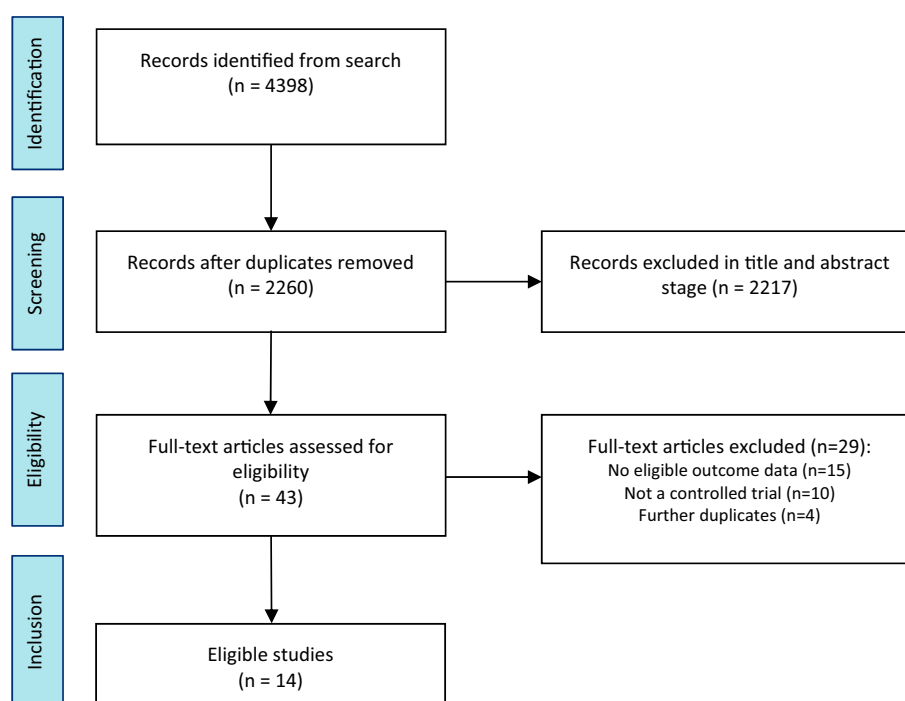 Identification
Records identified from search
(n = 4398)
Screening
Records after duplicates removed
(n = 2260)
Records excluded in title and abstract
stage (n = 2217)
Eligibility
Full-text articles assessed for
eligibility
(n = 43)
Full-text articles excluded (n=29):
No eligible outcome data (n=15)
Not a controlled trial (n=10)
Further duplicates (n=4)
Inclusion
Eligible studies
(n = 14)